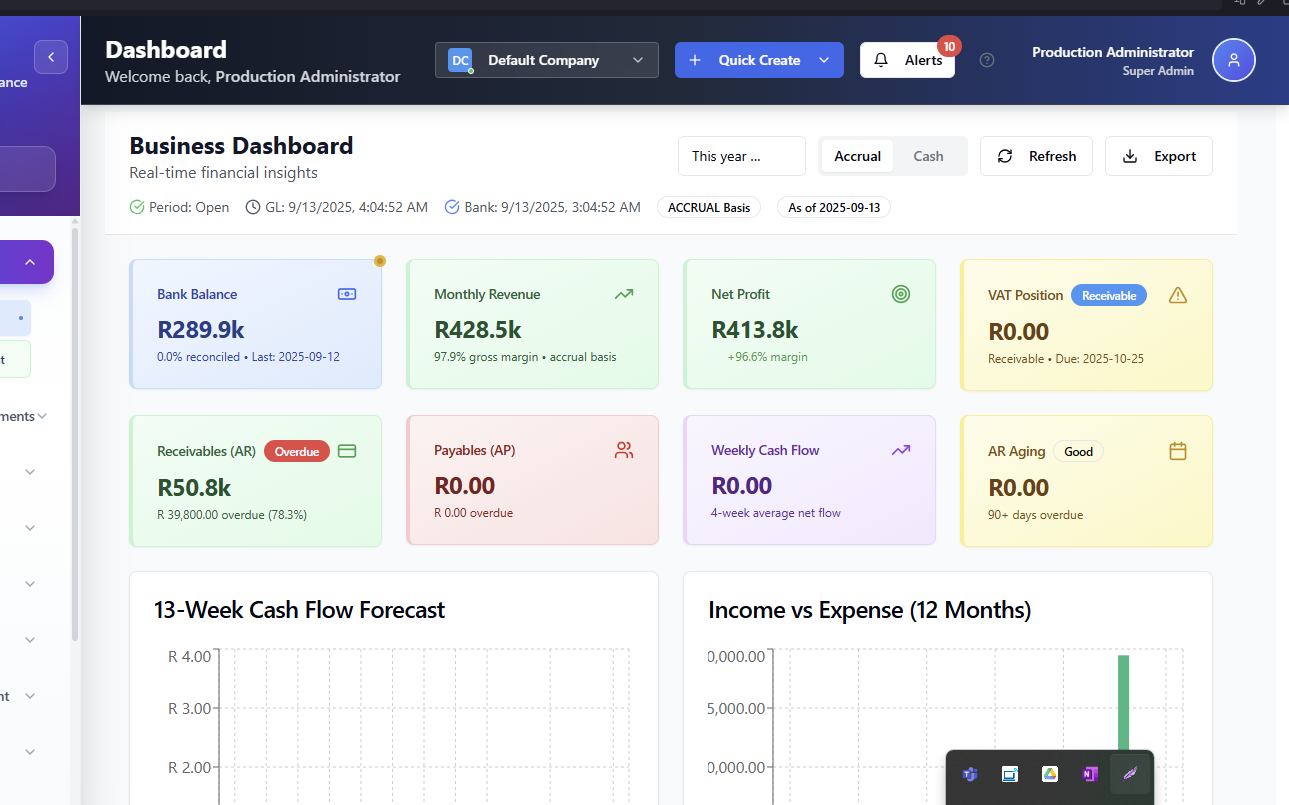 Dashboard
Welcome back, Production Administrator
DC Default Company
Quick Create
Alerts
10
Production Administrator
Super Admin
Business Dashboard
Real-time financial insights
This year ...
Accrual
Cash
Refresh
Export
Period: Open
GL: 9/13/2025, 4:04:52 AM
Bank: 9/13/2025, 3:04:52 AM
ACCRUAL Basis
As of 2025-09-13
Bank Balance
R289.9k
0.0% reconciled • Last: 2025-09-12
Monthly Revenue
R428.5k
97.9% gross margin • accrual basis
Net Profit
R413.8k
+96.6% margin
VAT Position Receivable
R0.00
Receivable • Due: 2025-10-25
Receivables (AR) Overdue
R50.8k
R 39,800.00 overdue (78.3%)
Payables (AP)
R0.00
R 0.00 overdue
Weekly Cash Flow
R0.00
4-week average net flow
AR Aging Good
R0.00
90+ days overdue
13-Week Cash Flow Forecast
R 4.00
R 3.00
R 2.00
Income vs Expense (12 Months)
0,000.00
5,000.00
0,000.00
ance
t
ments
nt